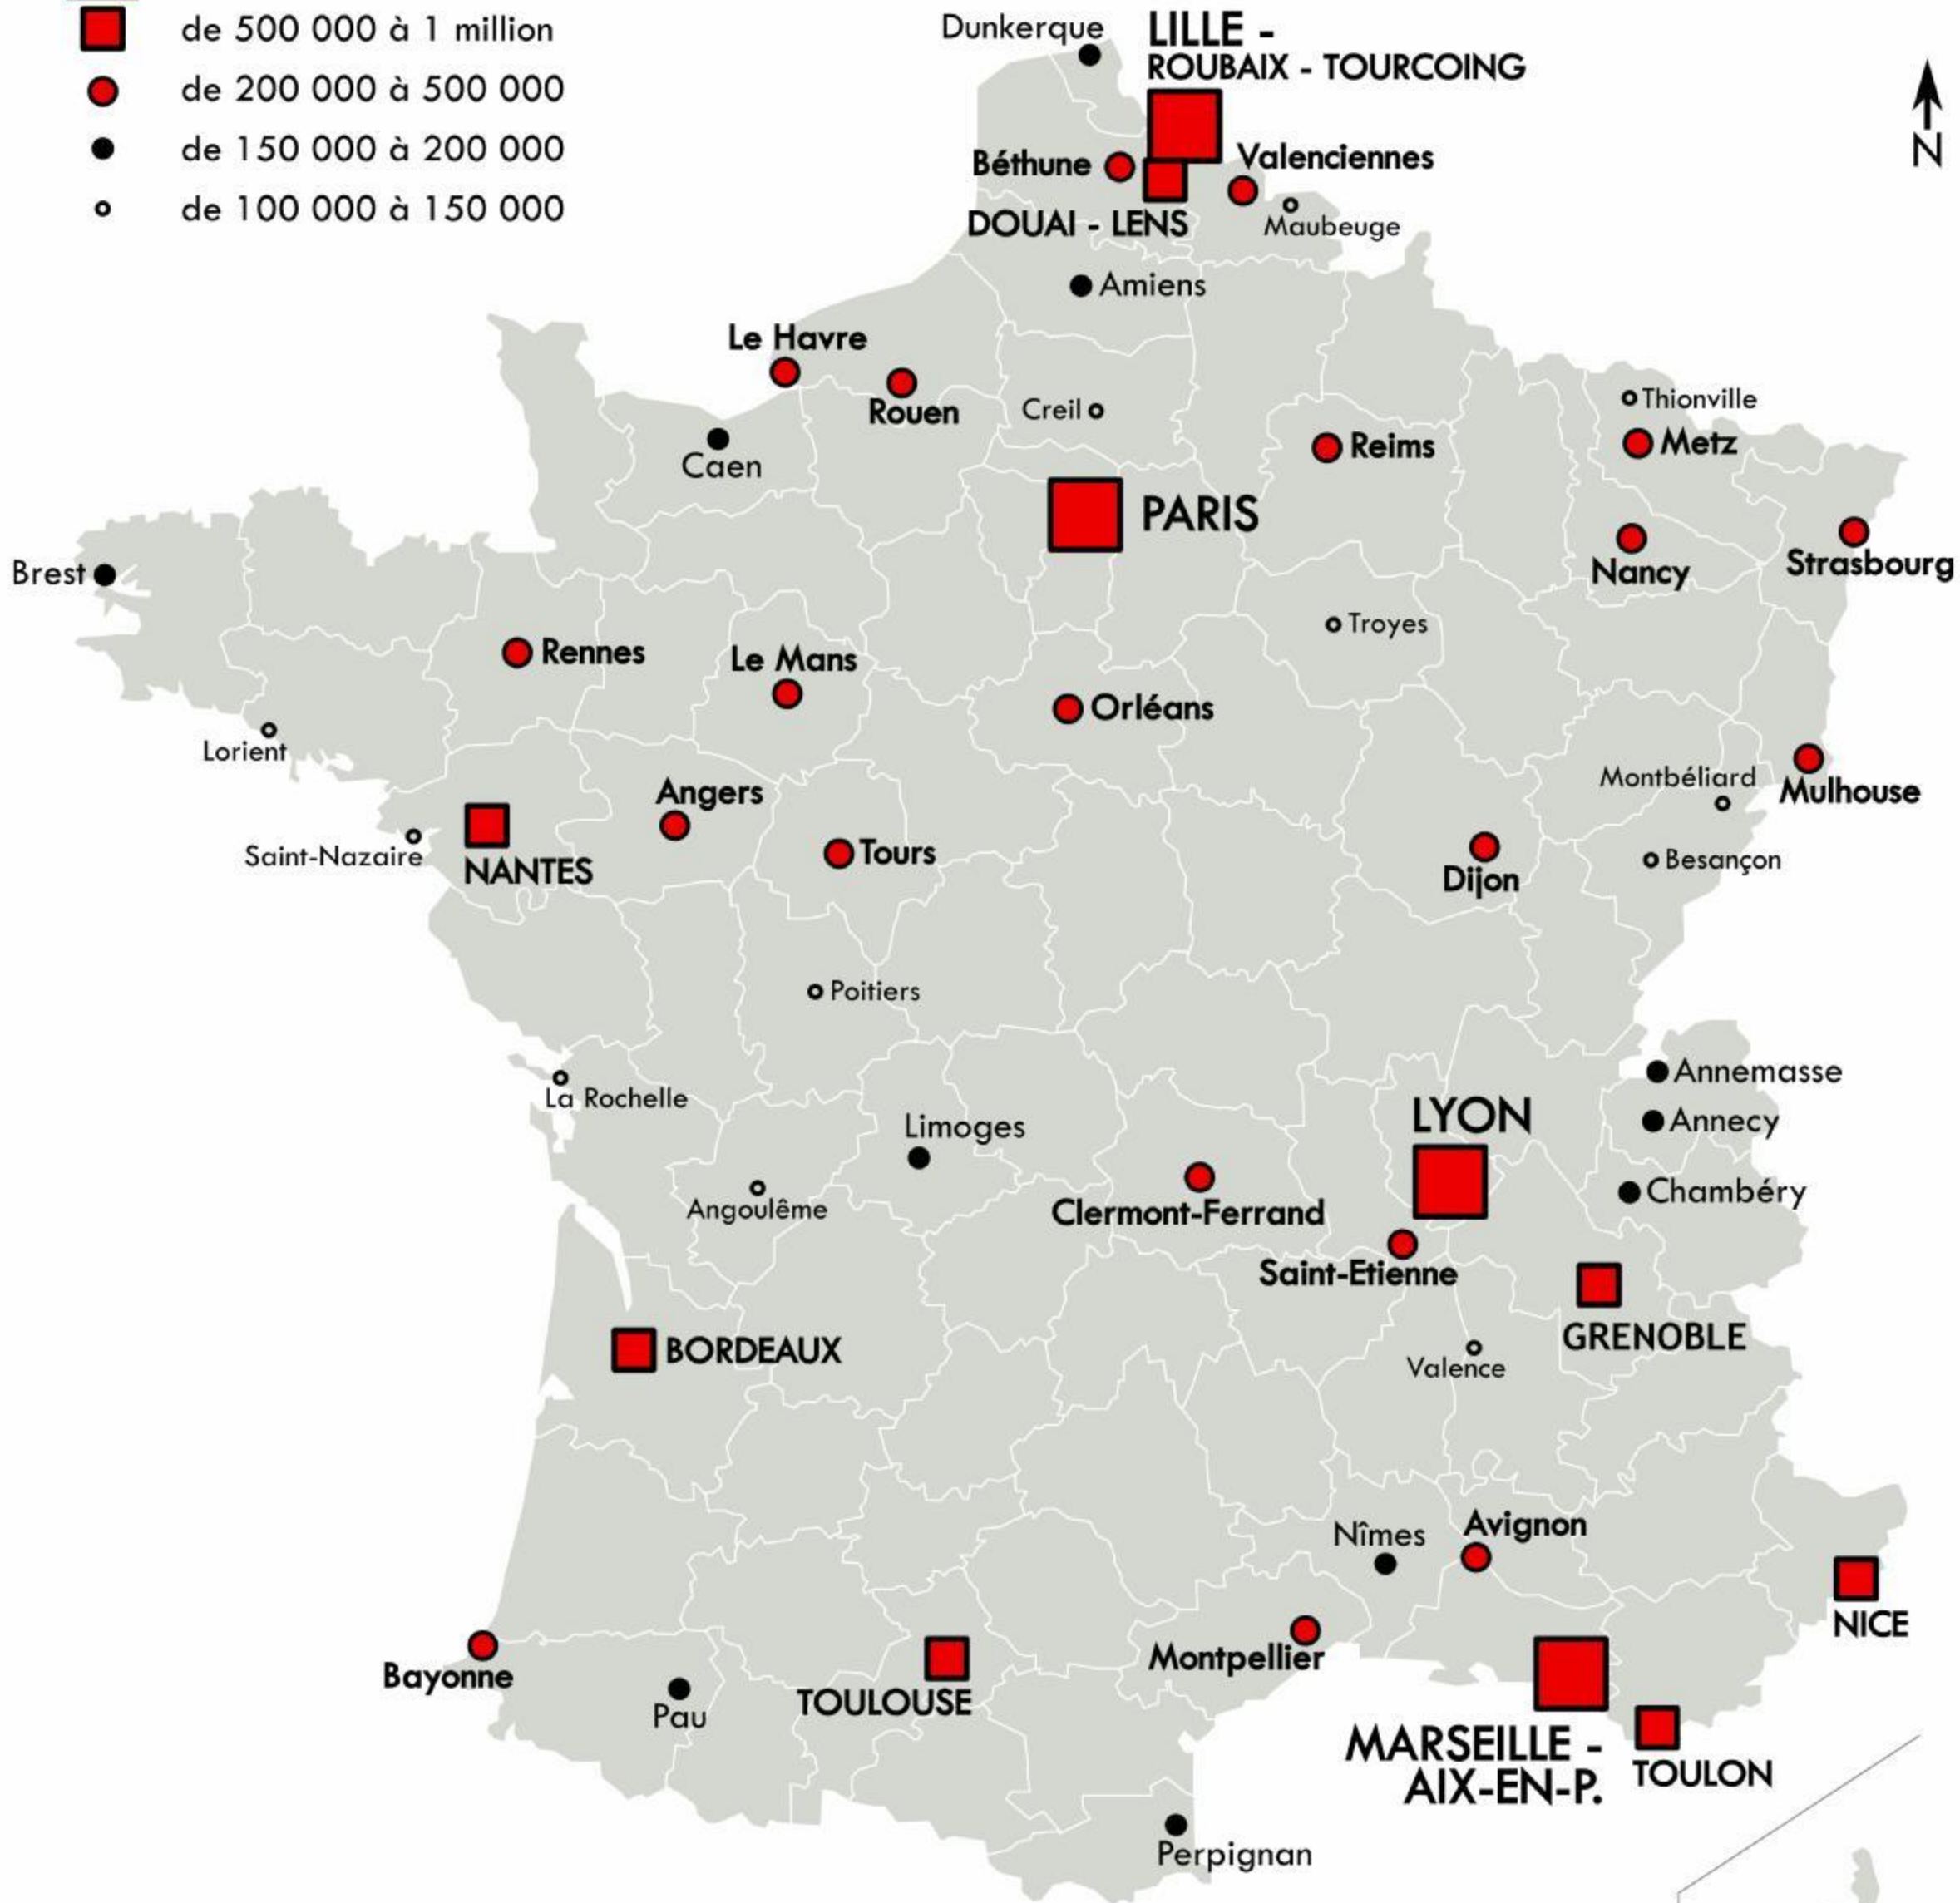 de 500 000 à 1 million
de 200 000 à 500 000
de 150 000 à 200 000
de 100 000 à 150 000
Dunkerque
LILLE -
ROUBAIX - TOURCOING
N
Béthune
Valenciennes
DOUAI - LENS
Maubeuge
Amiens
Le Havre
Rouen
Creil
Thionville
Caen
Reims
Metz
PARIS
Brest
Nancy
Strasbourg
Troyes
Rennes
Le Mans
Orléans
Lorient
Montbéliard
Mulhouse
Angers
Saint-Nazaire
NANTES
Tours
Dijon
Besançon
Poitiers
Annemasse
La Rochelle
LYON
Annecy
Limoges
Chambéry
Angoulême
Clermont-Ferrand
Saint-Etienne
GRENOBLE
BORDEAUX
Valence
Nîmes
Avignon
NICE
Montpellier
Bayonne
TOULOUSE
Pau
MARSEILLE -
AIX-EN-P.
TOULON
Perpignan